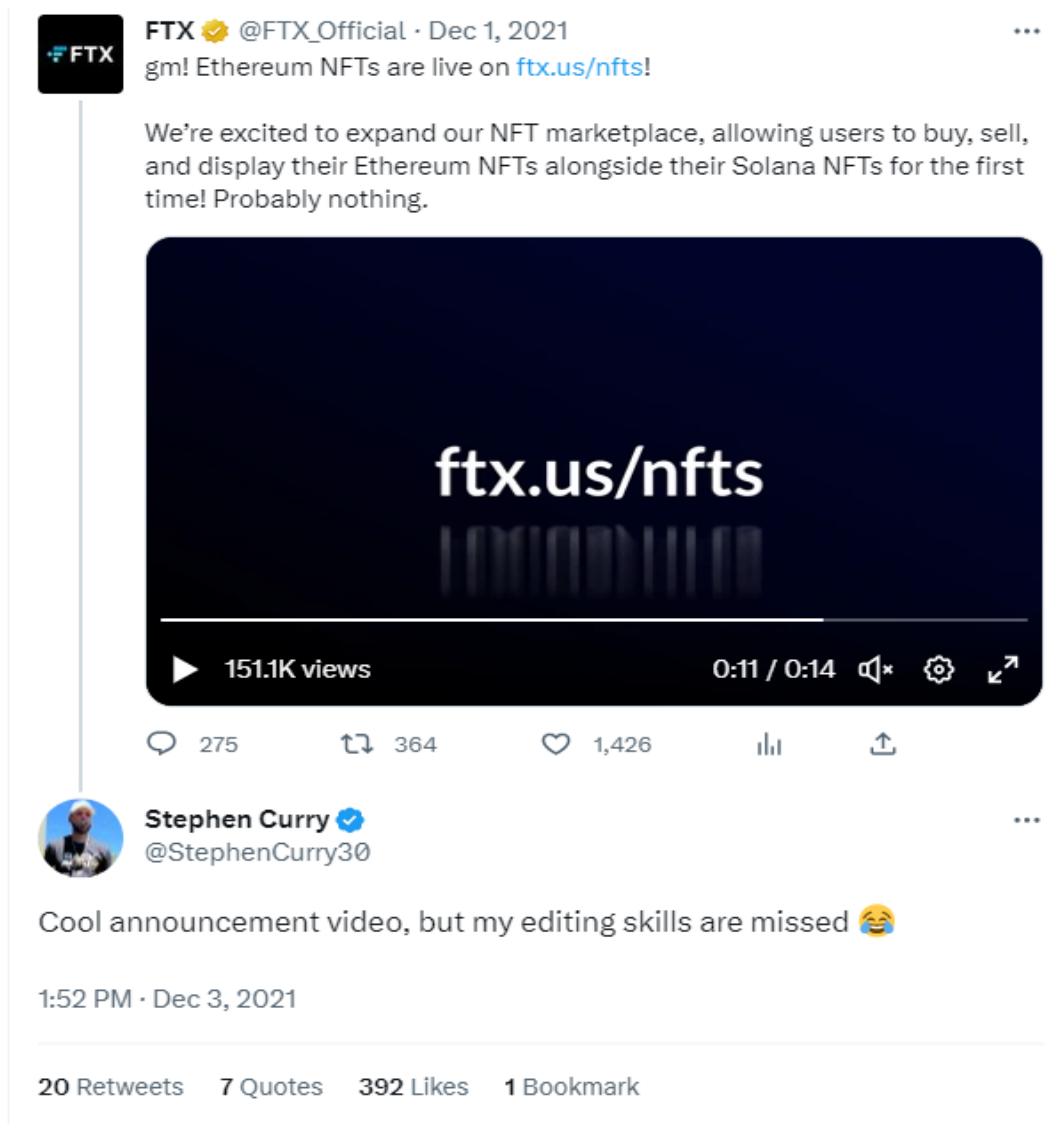 FTX
FTX @FTX_Official · Dec 1, 2021
gm! Ethereum NFTs are live on ftx.us/nfts!
We’re excited to expand our NFT marketplace, allowing users to buy, sell,
and display their Ethereum NFTs alongside their Solana NFTs for the first
time! Probably nothing.
ftx.us/nfts
151.1K views 0:11 / 0:14
275 364 1,426
Stephen Curry
@StephenCurry30
Cool announcement video, but my editing skills are missed 😂
1:52 PM · Dec 3, 2021
20 Retweets 7 Quotes 392 Likes 1 Bookmark